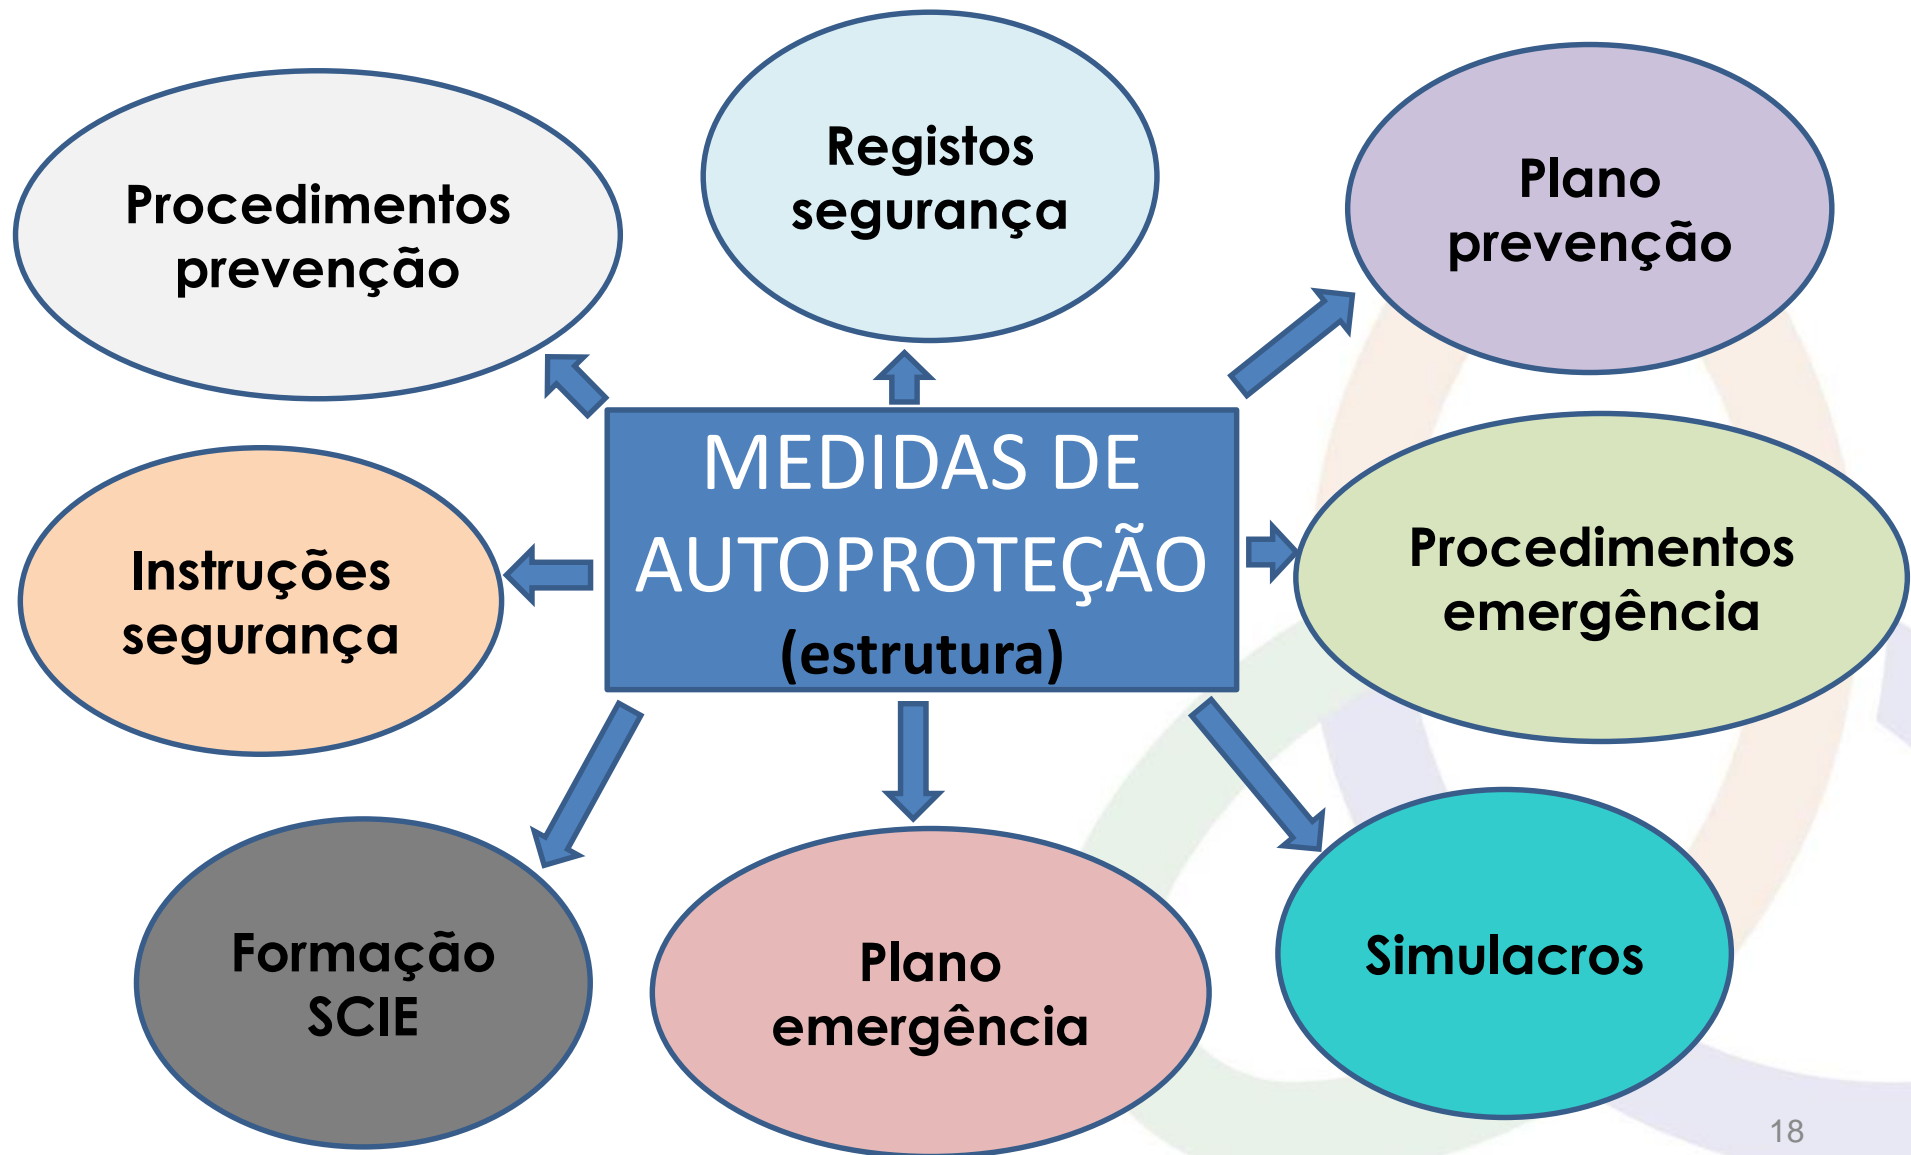 Procedimentos
prevenção
Registos
segurança
Plano
prevenção
MEDIDAS DE
AUTOPROTEÇÃO
(estrutura)
Instruções
segurança
Procedimentos
emergência
Formação
SCIE
Plano
emergência
Simulacros
18